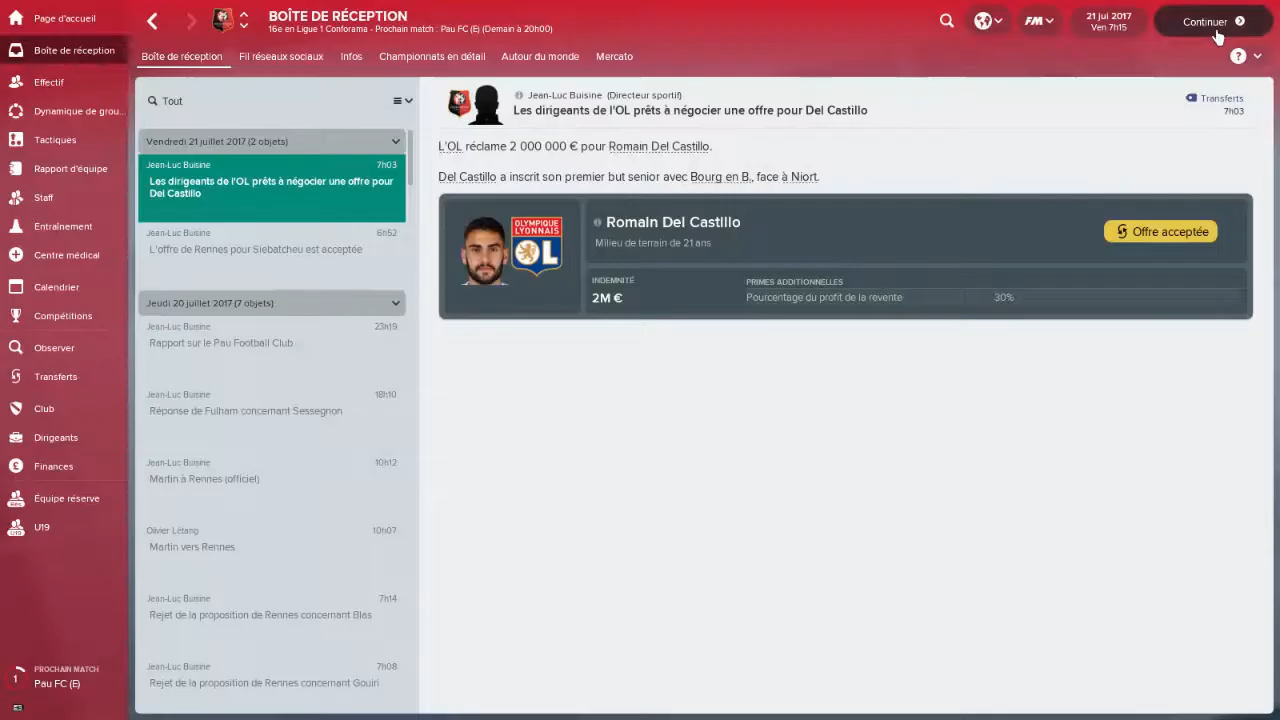 Page d'accueil
Boîte de réception
Effectif
Dynamique de grou...
Tactiques
Rapport d'équipe
Staff
Entraînement
Centre médical
Calendrier
Compétitions
Observer
Transferts
Club
Dirigeants
Finances
Équipe réserve
U19
PROCHAIN MATCH
1
Pau FC (E)
BOÎTE DE RÉCEPTION
16e en Ligue 1 Conforama - Prochain match : Pau FC (E) (Demain à 20h00)
FM
21 jui 2017
Ven 7h15
Continuer
Boîte de réception
Fil réseaux sociaux
Infos
Championnats en détail
Autour du monde
Mercato
?
Tout
Vendredi 21 juillet 2017 (2 objets)
Jean-Luc Buisine 7h03
Les dirigeants de l'OL prêts à négocier une offre pour
Del Castillo
Jean-Luc Buisine 6h52
L'offre de Rennes pour Siebatcheu est acceptée
Jeudi 20 juillet 2017 (7 objets)
Jean-Luc Buisine 23h19
Rapport sur le Pau Football Club
Jean-Luc Buisine 18h10
Réponse de Fulham concernant Sessegnon
Jean-Luc Buisine 10h12
Martin à Rennes (officiel)
Olivier Létang 10h07
Martin vers Rennes
Jean-Luc Buisine 7h14
Rejet de la proposition de Rennes concernant Blas
Jean-Luc Buisine 7h08
Rejet de la proposition de Rennes concernant Gouiri
Jean-Luc Buisine (Directeur sportif)
Les dirigeants de l'OL prêts à négocier une offre pour Del Castillo
Transferts
7h03
L'OL réclame 2 000 000 € pour Romain Del Castillo.
Del Castillo a inscrit son premier but senior avec Bourg en B., face à Niort.
OLYMPIQUE
LYONNAIS
OL
Romain Del Castillo
Milieu de terrain de 21 ans
Offre acceptée
INDEMNITÉ
2M €
PRIMES ADDITIONNELLES
Pourcentage du profit de la revente 30%